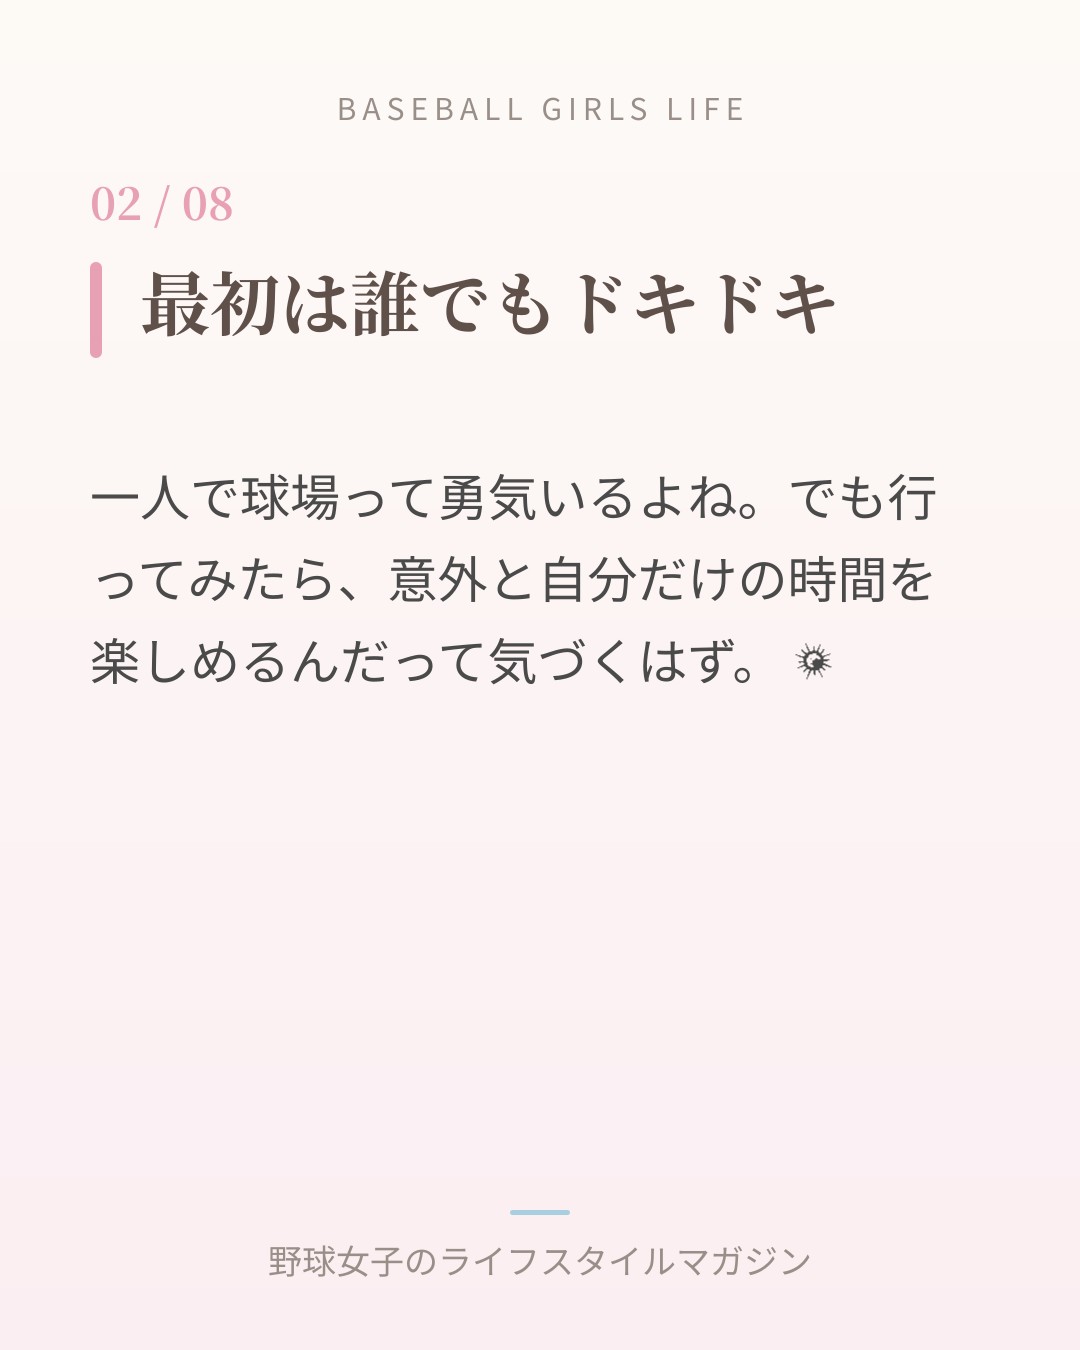 BASEBALL GIRLS LIFE
02 / 08
最初は誰でもドキドキ
一人で球場って勇気いるよね。でも行
ってみたら、意外と自分だけの時間を
楽しめるんだって気づくはず。
野球女子のライフスタイルマガジン